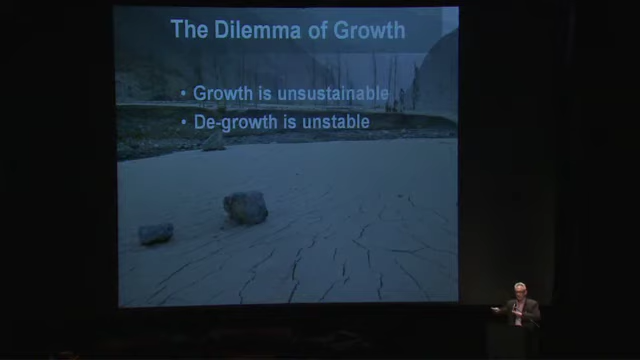 The Dilemma of Growth
• Growth is unsustainable
• De-growth is unstable